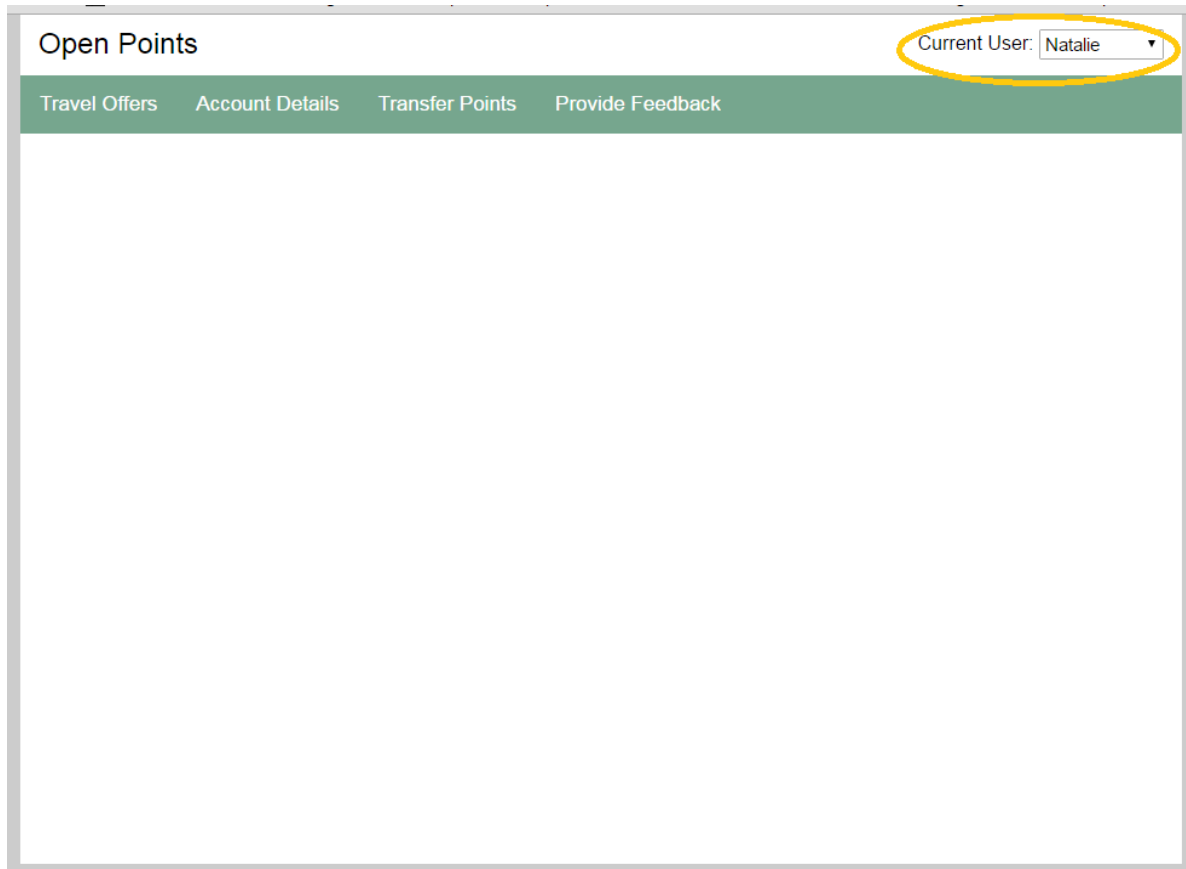 Open Points
Current User: Natalie
Travel Offers Account Details Transfer Points Provide Feedback